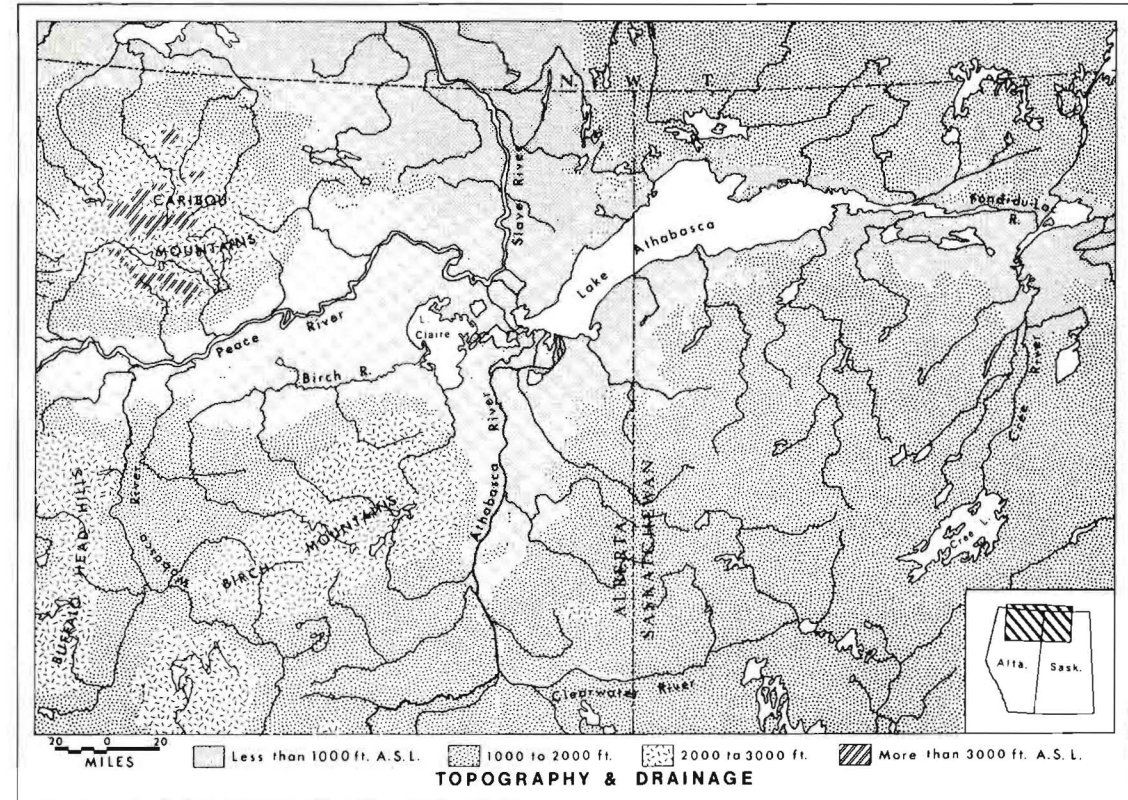 N. W. T.
CARIBOU
MOUNTAINS
Slave River
Lake Athabasca
Fond-du-Lac
R.
Peace River
L.
Claire
Birch R.
Athabasca River
Cree River
Cree L.
BUFFALO HEAD HILLS
Wabasca River
BIRCH MOUNTAINS
ALBERTA
SASKATCHEWAN
Clearwater River
Alta. Sask.
20 0 20
MILES
Less than 1000 ft. A.S.L. 1000 to 2000 ft. 2000 to 3000 ft. More than 3000 ft. A.S.L.
TOPOGRAPHY & DRAINAGE